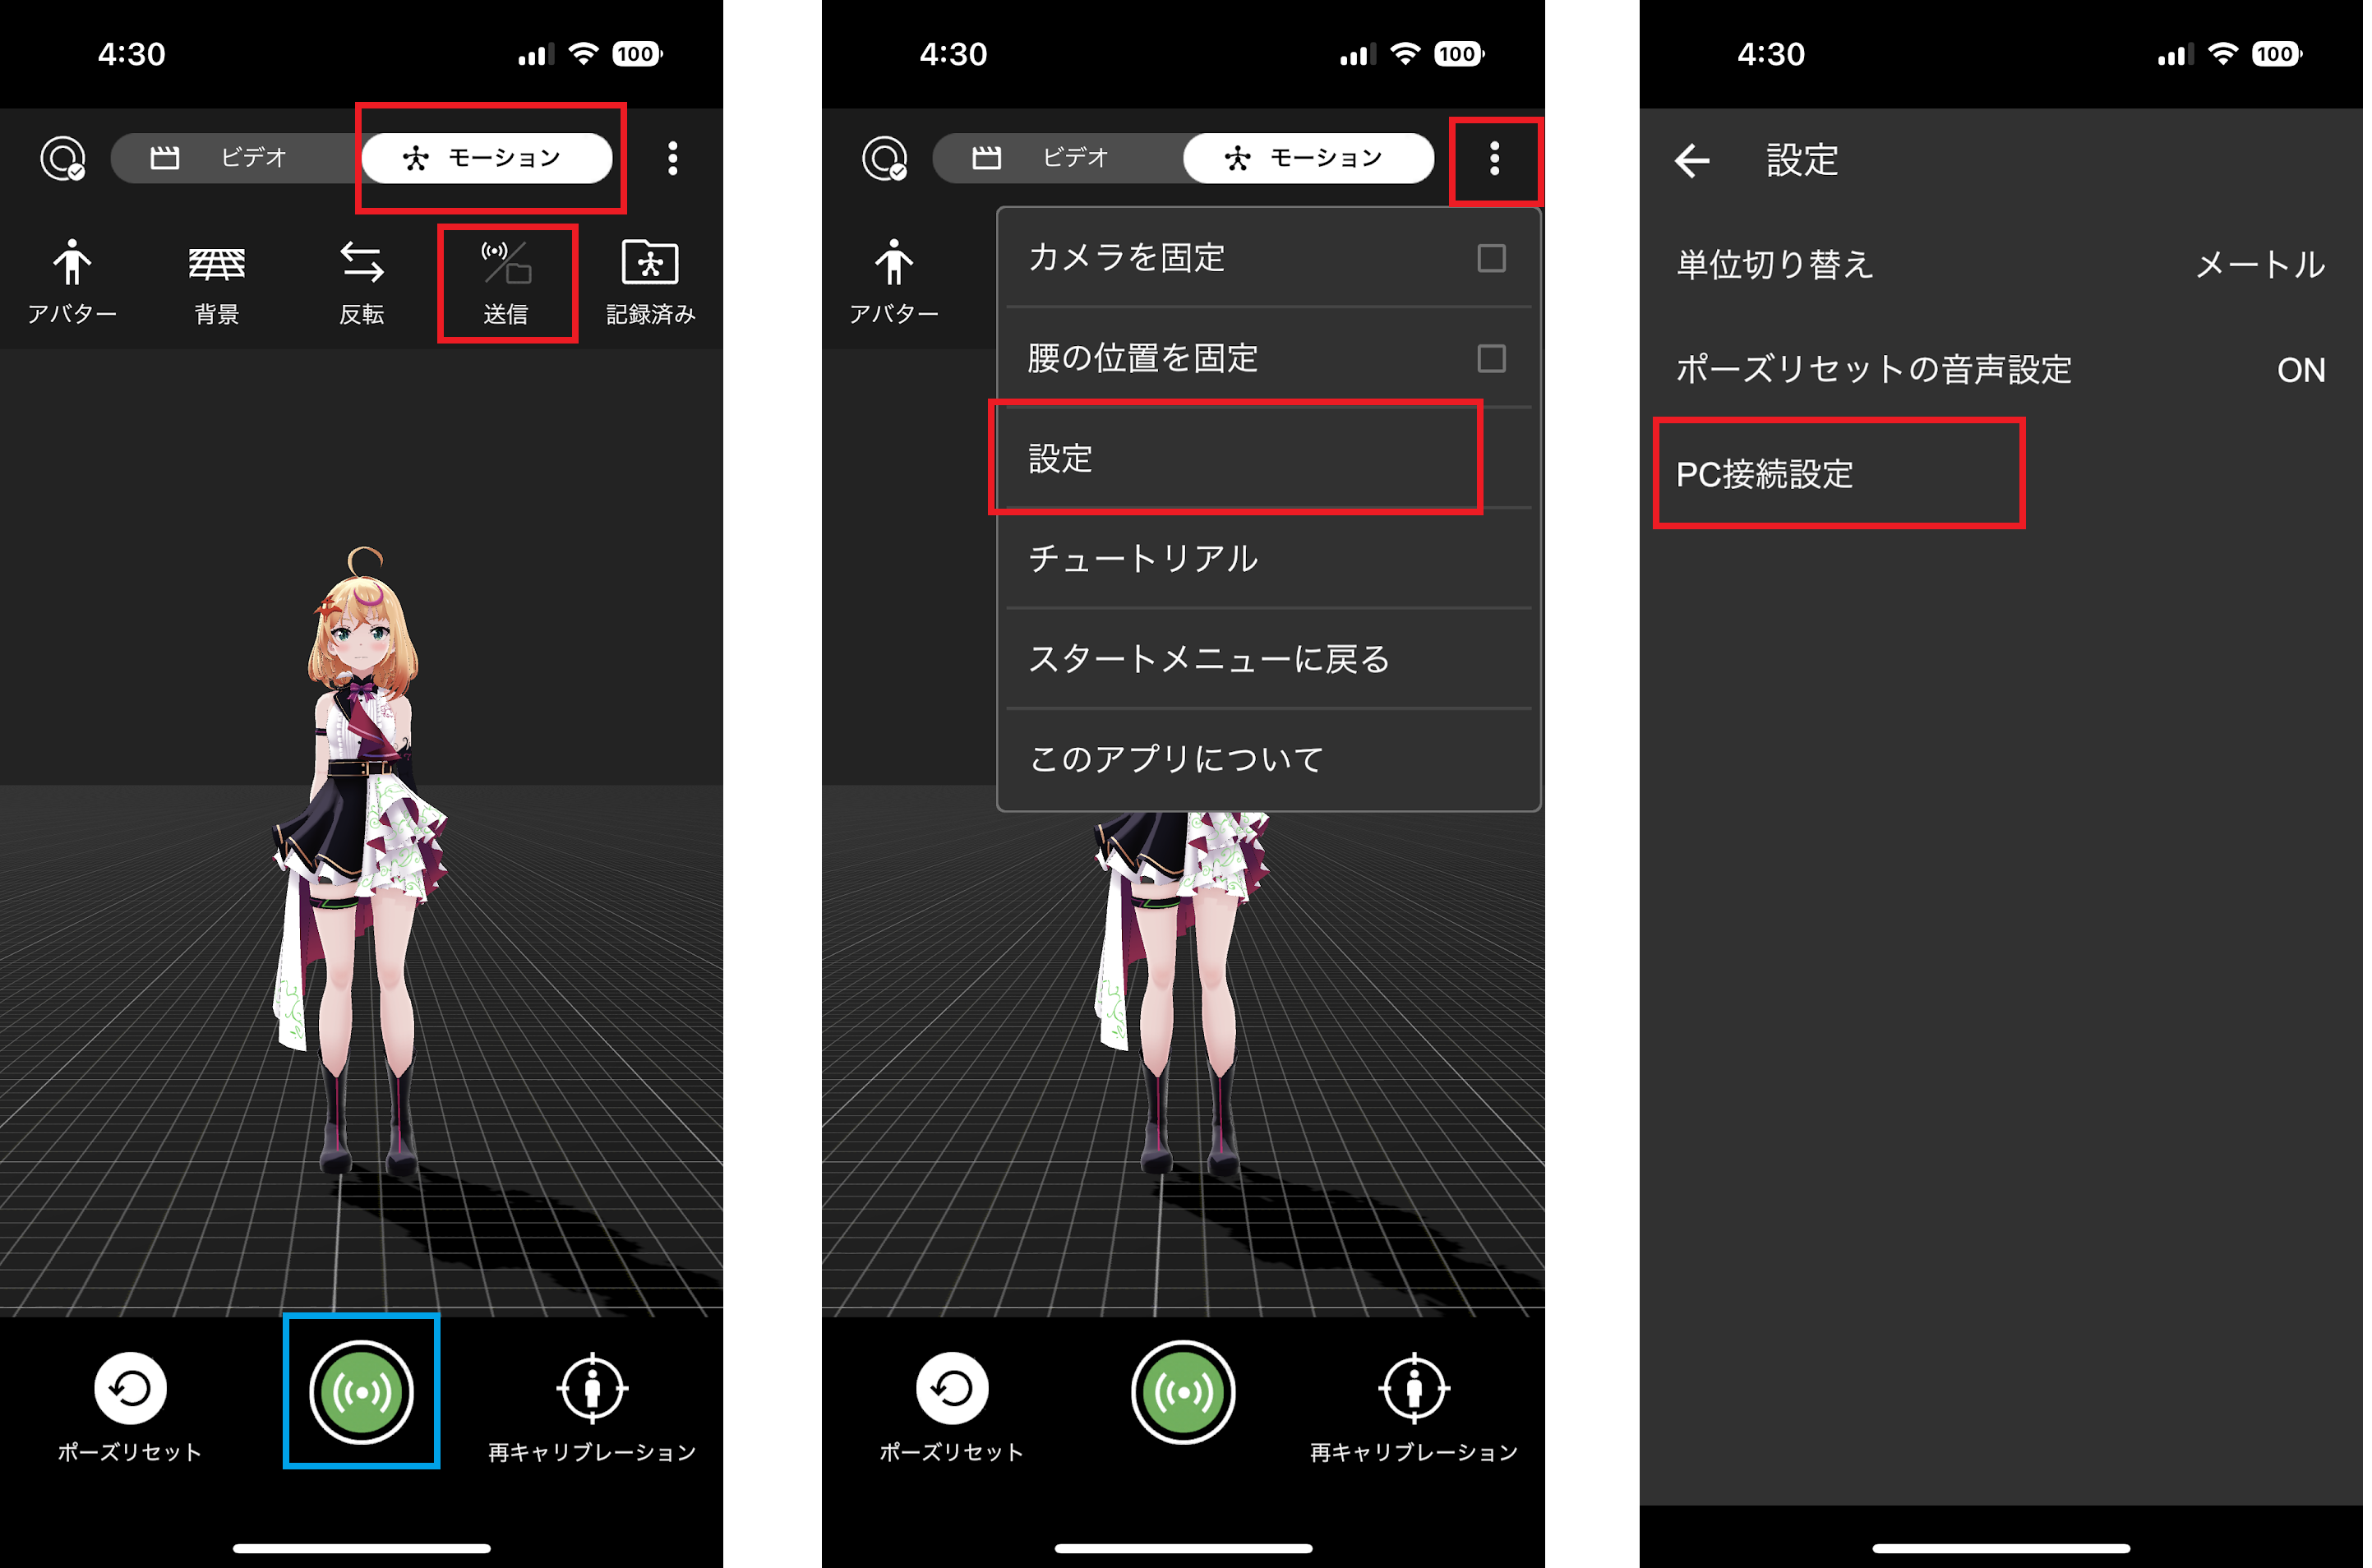 4:30
100
ビデオ
モーション
アバター
背景
反転
送信
記録済み
ポーズリセット
再キャリブレーション
4:30
100
ビデオ
モーション
アバター
カメラを固定
腰の位置を固定
設定
チュートリアル
スタートメニューに戻る
このアプリについて
ポーズリセット
再キャリブレーション
4:30
100
設定
単位切り替え メートル
ポーズリセットの音声設定 ON
PC接続設定